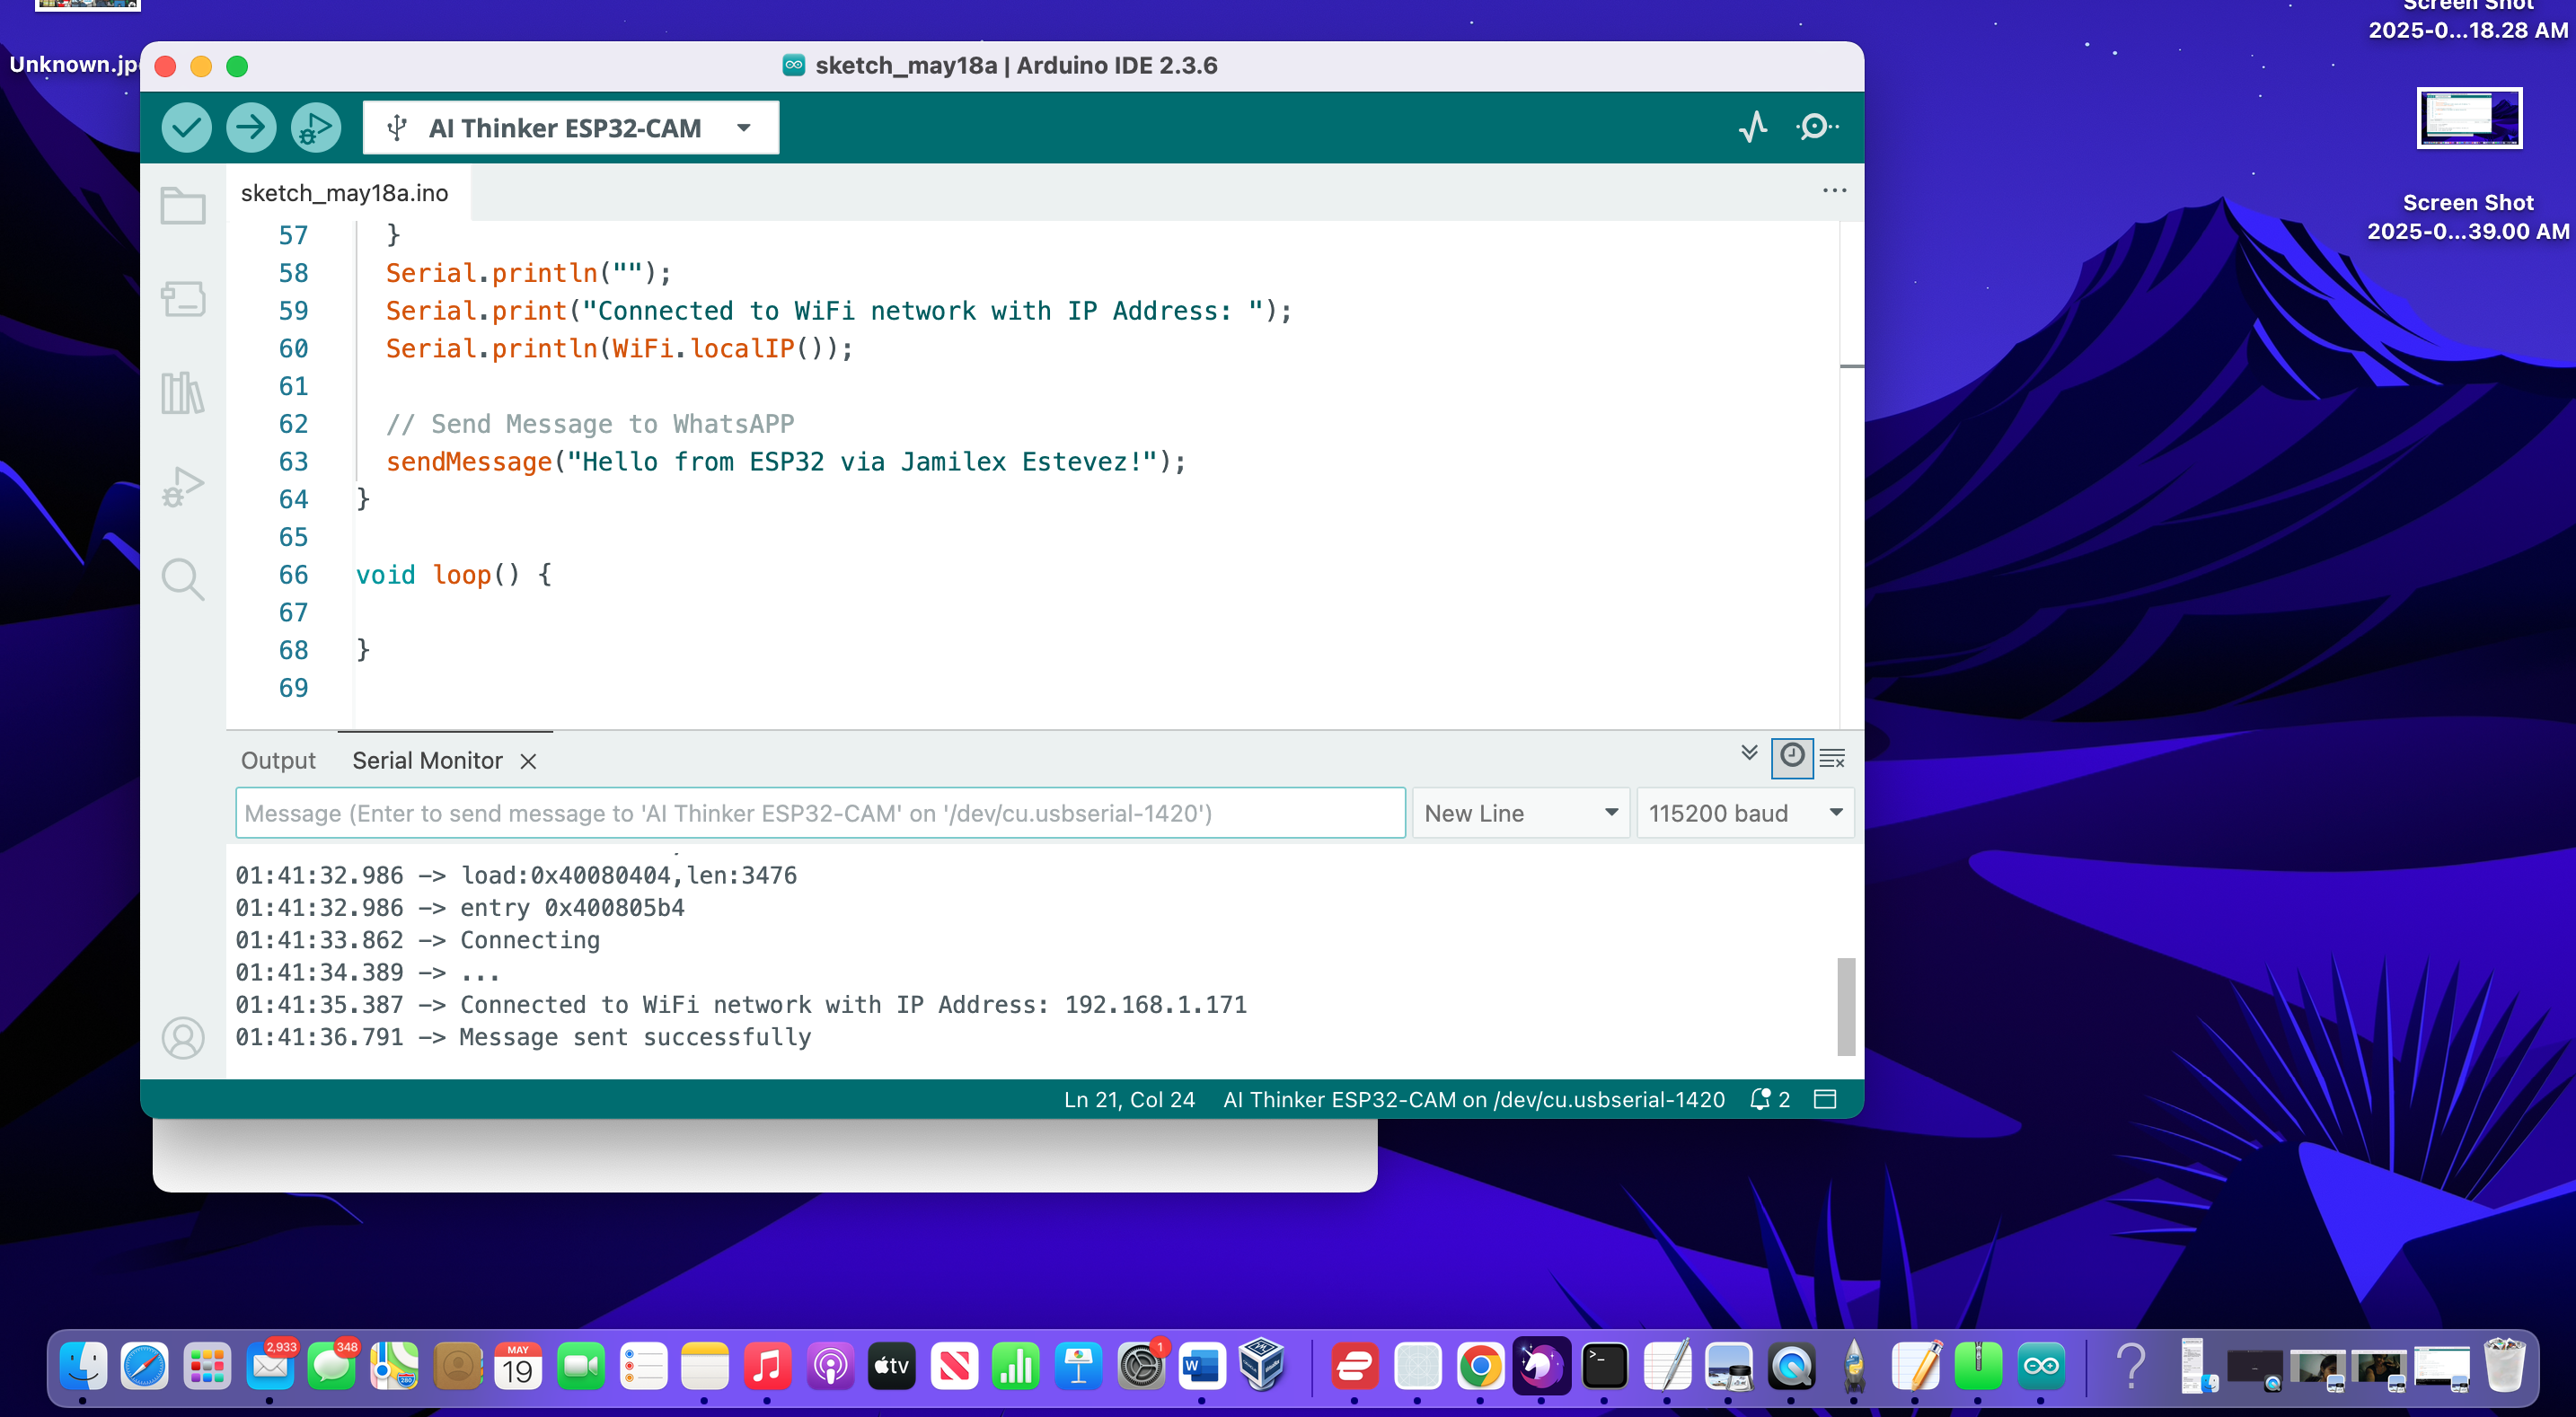 Screen Shot
2025-0...18.28 AM
Unknown.jp
sketch_may18a | Arduino IDE 2.3.6
AI Thinker ESP32-CAM
Screen Shot
2025-0...39.00 AM
sketch_may18a.ino
57 }
58 Serial.println("");
59 Serial.print("Connected to WiFi network with IP Address: ");
60 Serial.println(WiFi.localIP());
61
62 // Send Message to WhatsAPP
63 sendMessage("Hello from ESP32 via Jamilex Estevez!");
64 }
65
66 void loop() {
67
68 }
69
Output Serial Monitor
Message (Enter to send message to 'AI Thinker ESP32-CAM' on '/dev/cu.usbserial-1420') New Line 115200 baud
01:41:32.986 -> load:0x40080404,len:3476
01:41:32.986 -> entry 0x400805b4
01:41:33.862 -> Connecting
01:41:34.389 -> ...
01:41:35.387 -> Connected to WiFi network with IP Address: 192.168.1.171
01:41:36.791 -> Message sent successfully
Ln 21, Col 24 AI Thinker ESP32-CAM on /dev/cu.usbserial-1420 2
2,933 348 MAY 19 tv 1 W
280